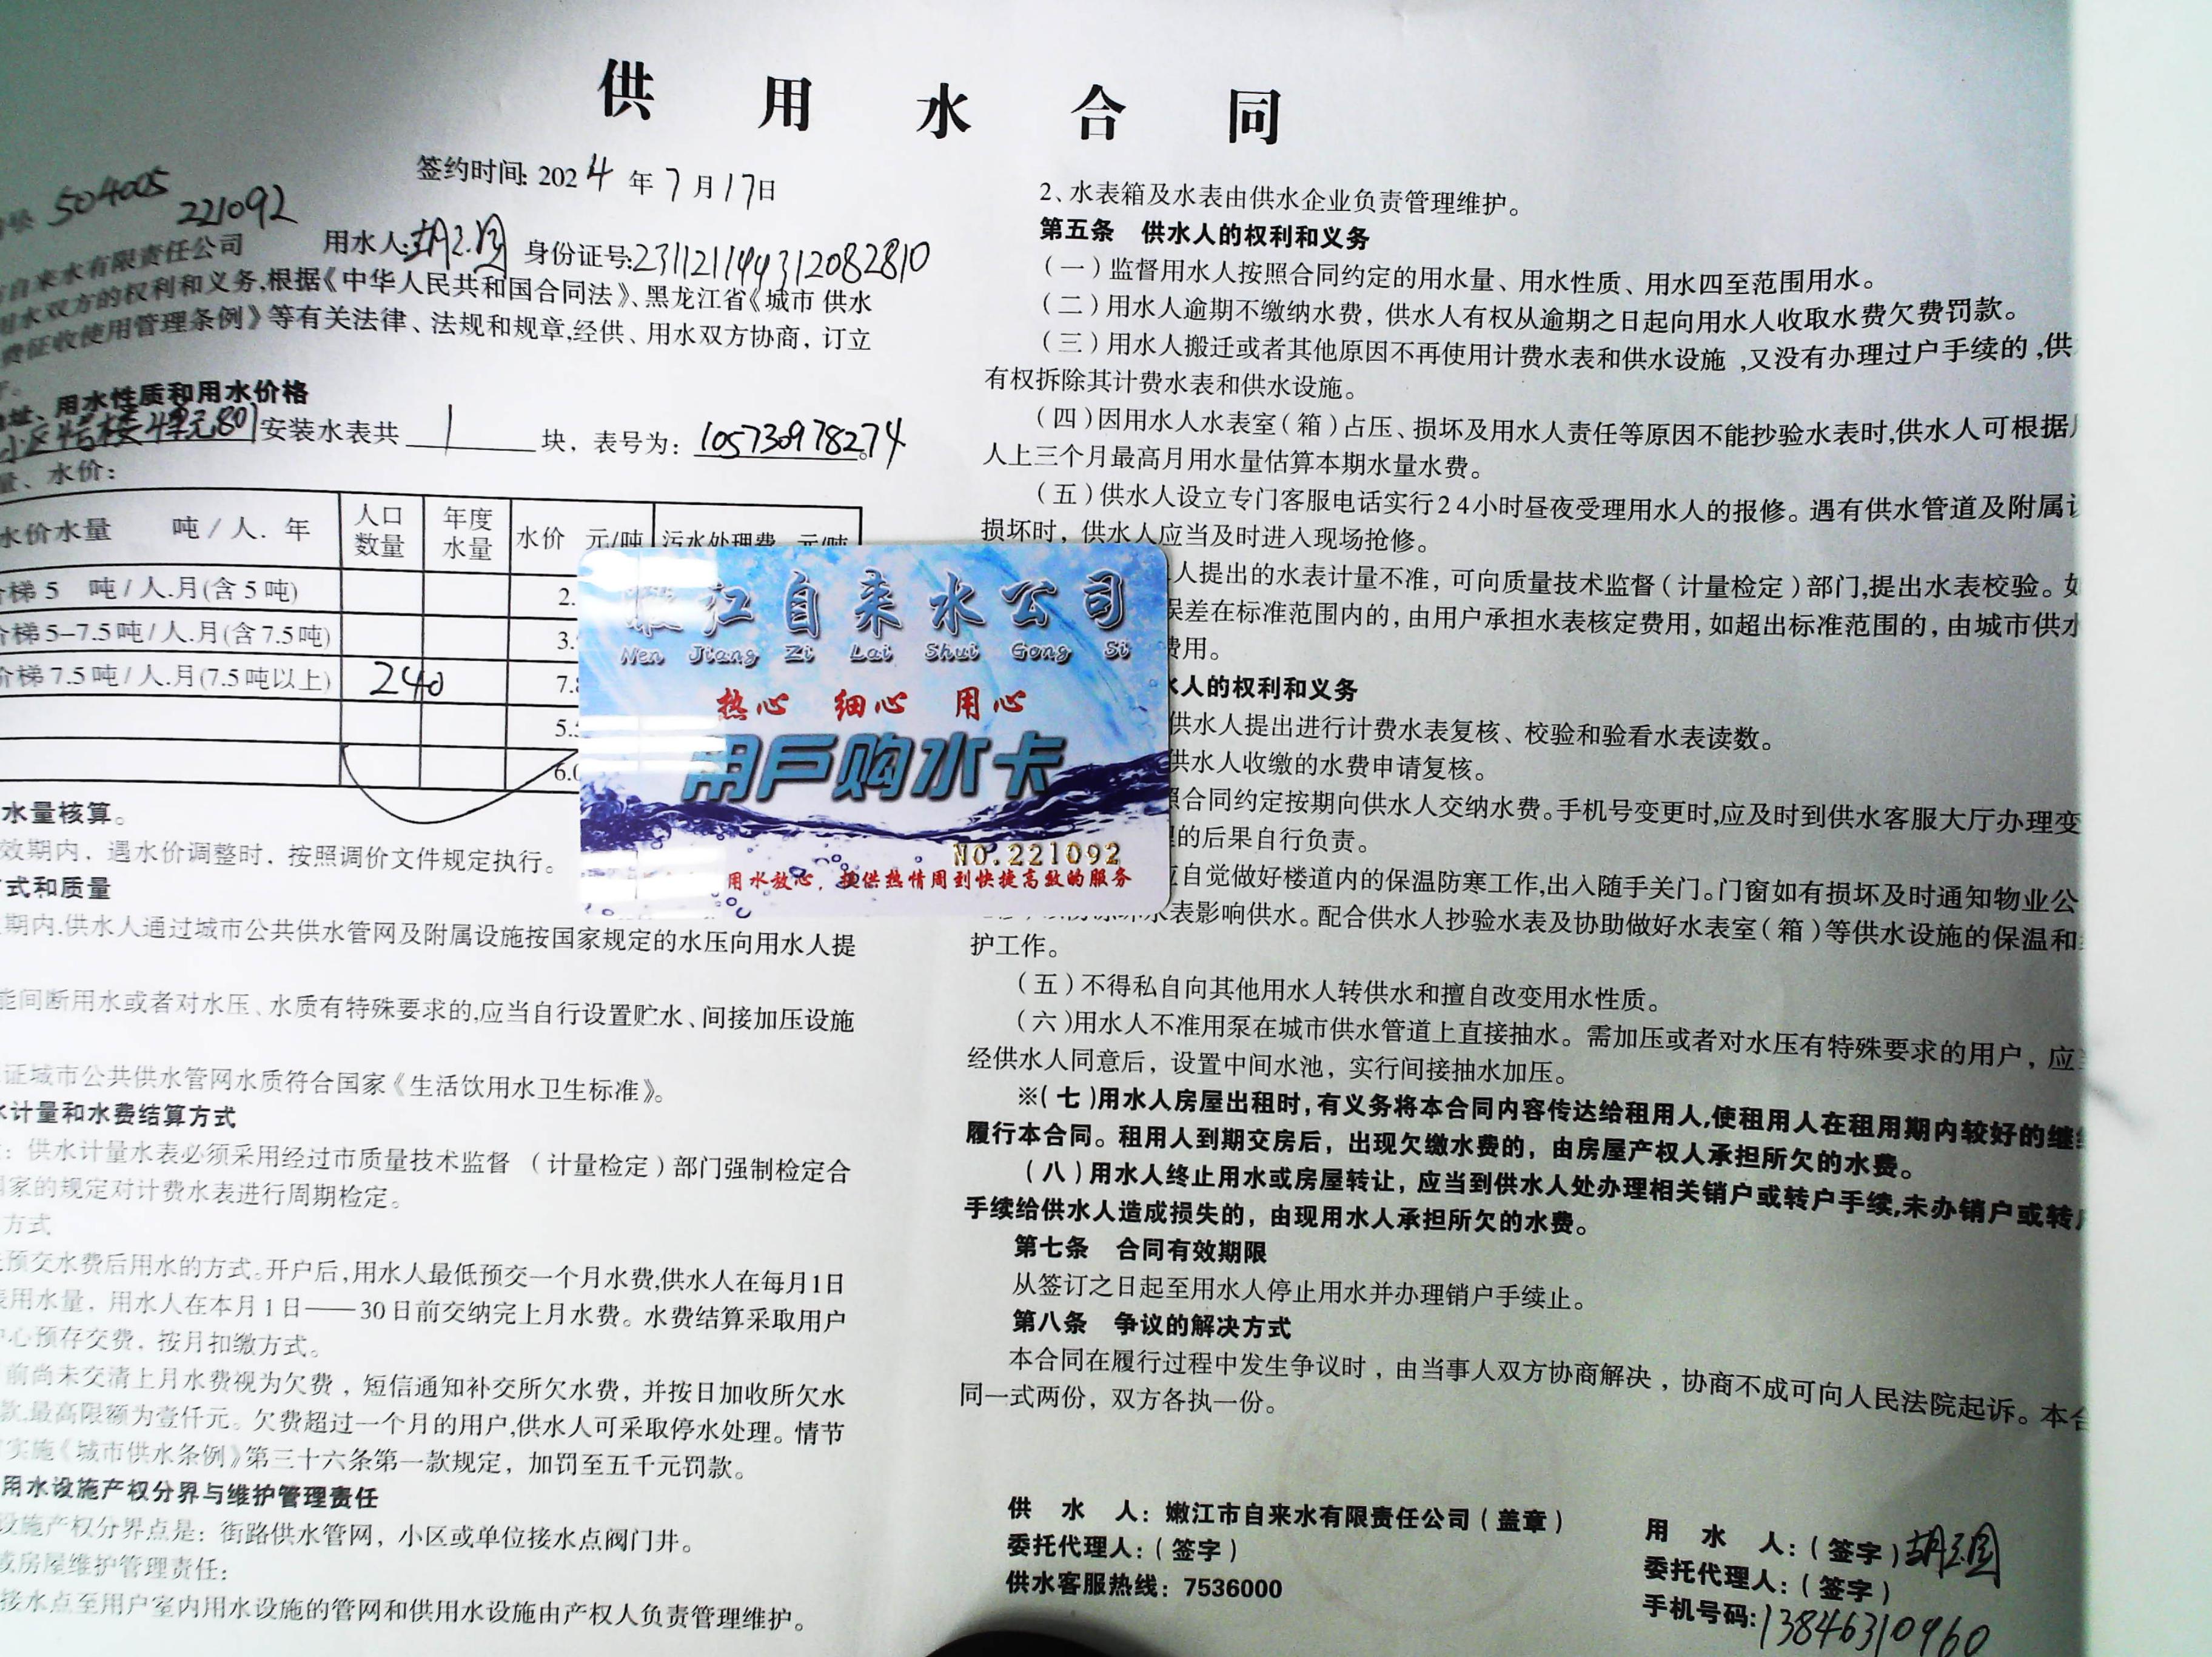 供用水合同
签约时间: 2024年7月17日
504005
221092
自来水有限责任公司 用水人: 身份证号:
用水双方的权利和义务,根据《中华人民共和国合同法》、黑龙江省《城市供水
费征收使用管理条例》等有关法律、法规和规章,经供、用水双方协商，订立
址、用水性质和用水价格
小区 4单元801 安装水表共 1 块，表号为：105730978274。
量、水价：
水价水量 吨/人.年 人口数量 年度水量 水价 元/吨 污水处理费 元/吨
梯5 吨/人.月(含5吨) 2.
梯5-7.5吨/人.月(含7.5吨) 3.
梯7.5吨/人.月(7.5吨以上) 240 7.
5.
6.0
水量核算。
效期内，遇水价调整时，按照调价文件规定执行。
式和质量
期内.供水人通过城市公共供水管网及附属设施按国家规定的水压向用水人提
能间断用水或者对水压、水质有特殊要求的,应当自行设置贮水、间接加压设施
证城市公共供水管网水质符合国家《生活饮用水卫生标准》。
计量和水费结算方式
：供水计量水表必须采用经过市质量技术监督（计量检定）部门强制检定合
家的规定对计费水表进行周期检定。
方式
预交水费后用水的方式。开户后,用水人最低预交一个月水费,供水人在每月1日
用水量，用水人在本月1日——30日前交纳完上月水费。水费结算采取用户
中心预存交费，按月扣缴方式。
前尚未交清上月水费视为欠费，短信通知补交所欠水费，并按日加收所欠水
款,最高限额为壹仟元。欠费超过一个月的用户,供水人可采取停水处理。情节
实施《城市供水条例》第三十六条第一款规定，加罚至五千元罚款。
用水设施产权分界与维护管理责任
设施产权分界点是：街路供水管网，小区或单位接水点阀门井。
或房屋维护管理责任：
接水点至用户室内用水设施的管网和供用水设施由产权人负责管理维护。
2、水表箱及水表由供水企业负责管理维护。
第五条 供水人的权利和义务
（一）监督用水人按照合同约定的用水量、用水性质、用水四至范围用水。
（二）用水人逾期不缴纳水费，供水人有权从逾期之日起向用水人收取水费欠费罚款。
（三）用水人搬迁或者其他原因不再使用计费水表和供水设施,又没有办理过户手续的,供
有权拆除其计费水表和供水设施。
（四）因用水人水表室（箱）占压、损坏及用水人责任等原因不能抄验水表时,供水人可根据
人上三个月最高月用水量估算本期水量水费。
（五）供水人设立专门客服电话实行24小时昼夜受理用水人的报修。遇有供水管道及附属设
损坏时，供水人应当及时进入现场抢修。
人提出的水表计量不准，可向质量技术监督（计量检定）部门,提出水表校验。如
误差在标准范围内的，由用户承担水表核定费用，如超出标准范围的，由城市供水
费用。
水人的权利和义务
供水人提出进行计费水表复核、校验和验看水表读数。
供水人收缴的水费申请复核。
照合同约定按期向供水人交纳水费。手机号变更时,应及时到供水客服大厅办理变
的后果自行负责。
应自觉做好楼道内的保温防寒工作,出入随手关门。门窗如有损坏及时通知物业公
水表影响供水。配合供水人抄验水表及协助做好水表室（箱）等供水设施的保温和
护工作。
（五）不得私自向其他用水人转供水和擅自改变用水性质。
（六）用水人不准用泵在城市供水管道上直接抽水。需加压或者对水压有特殊要求的用户，应
经供水人同意后，设置中间水池，实行间接抽水加压。
※(七)用水人房屋出租时，有义务将本合同内容传达给租用人,使租用人在租用期内较好的继
履行本合同。租用人到期交房后，出现欠缴水费的，由房屋产权人承担所欠的水费。
（八）用水人终止用水或房屋转让，应当到供水人处办理相关销户或转户手续,未办销户或转
手续给供水人造成损失的，由现用水人承担所欠的水费。
第七条 合同有效期限
从签订之日起至用水人停止用水并办理销户手续止。
第八条 争议的解决方式
本合同在履行过程中发生争议时，由当事人双方协商解决，协商不成可向人民法院起诉。本合
同一式两份，双方各执一份。
供水人：嫩江市自来水有限责任公司（盖章）
委托代理人：（签字）
供水客服热线：7536000
用水人：（签字）
委托代理人：（签字）
手机号码:13846310960
嫩江自来水公司
Nen Jiang Zi Lai Shui Gong Si
热心 细心 用心
用户购水卡
NO.221092
用水放心，提供热情周到快捷高效的服务